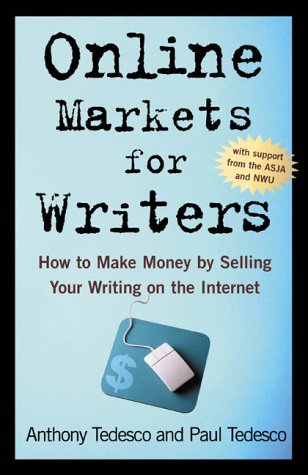 Online
Markets for
Writers
with support
from the ASJA
and NWU
How to Make Money by Selling
Your Writing on the Internet
$
Anthony Tedesco and Paul Tedesco